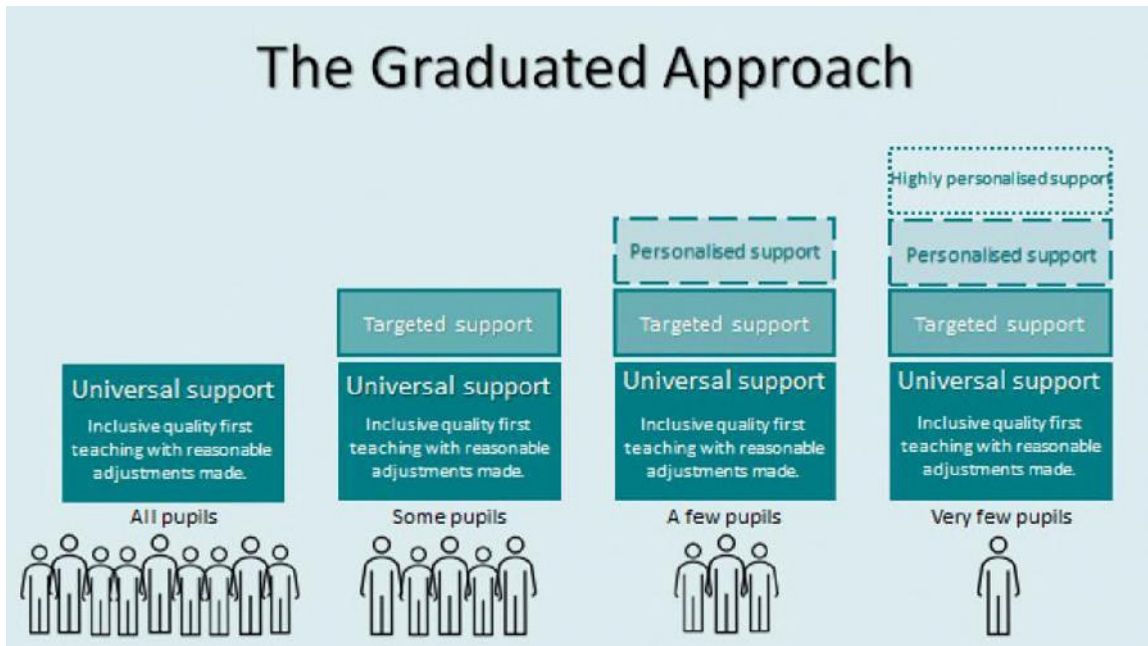 The Graduated Approach
Highly personalised support
Personalised support
Personalised support
Targeted support
Targeted support
Targeted support
Universal support
Inclusive quality first
teaching with reasonable
adjustments made.
All pupils
Universal support
Inclusive quality first
teaching with reasonable
adjustments made.
Some pupils
Universal support
Inclusive quality first
teaching with reasonable
adjustments made.
A few pupils
Universal support
Inclusive quality first
teaching with reasonable
adjustments made.
Very few pupils